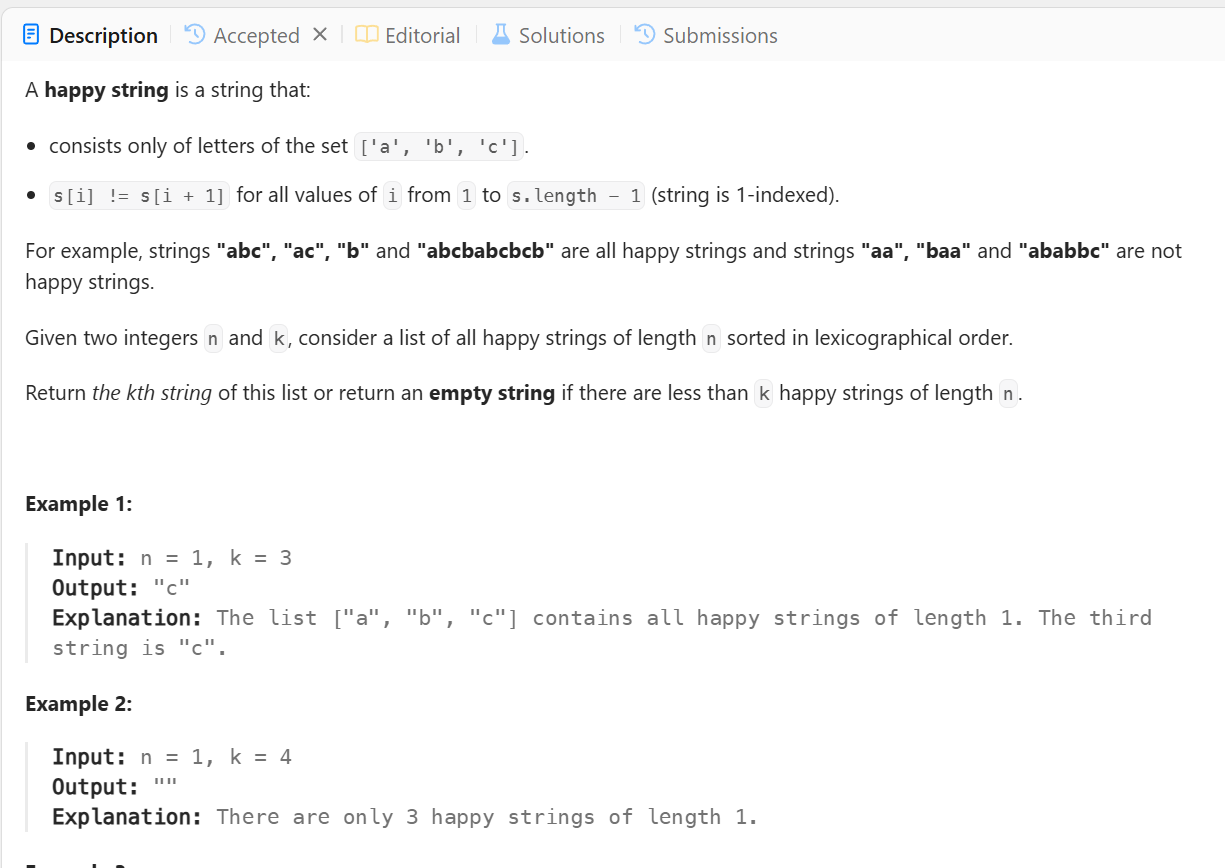 Description Accepted Editorial Solutions Submissions
A happy string is a string that:
• consists only of letters of the set ['a', 'b', 'c'].
• s[i] != s[i + 1] for all values of i from 1 to s.length - 1 (string is 1-indexed).
For example, strings "abc", "ac", "b" and "abcbabcbcb" are all happy strings and strings "aa", "baa" and "ababbc" are not
happy strings.
Given two integers n and k, consider a list of all happy strings of length n sorted in lexicographical order.
Return the kth string of this list or return an empty string if there are less than k happy strings of length n.
Example 1:
Input: n = 1, k = 3
Output: "c"
Explanation: The list ["a", "b", "c"] contains all happy strings of length 1. The third
string is "c".
Example 2:
Input: n = 1, k = 4
Output: ""
Explanation: There are only 3 happy strings of length 1.